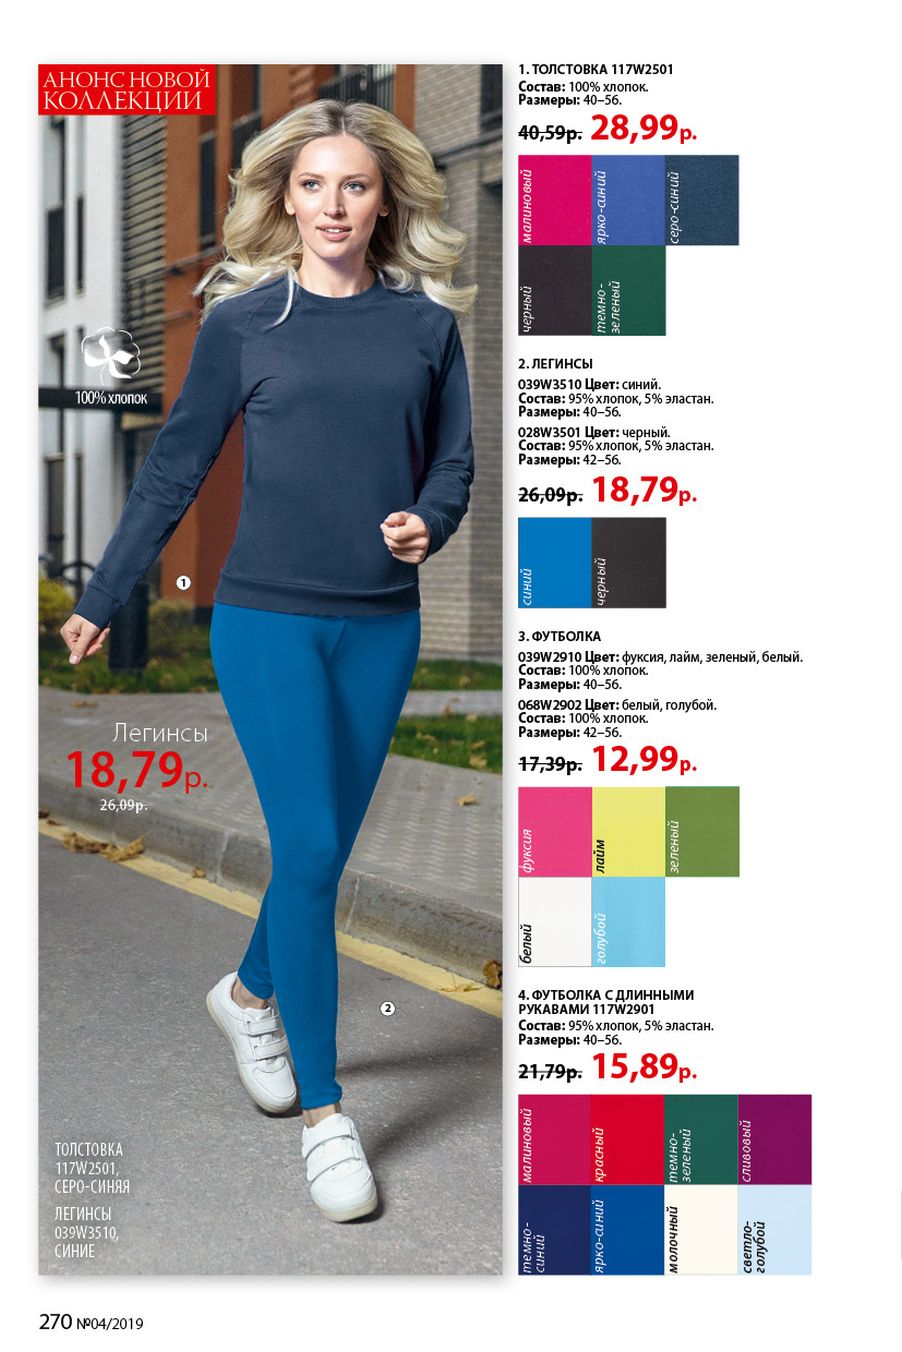 АНОНС НОВОЙ
КОЛЛЕКЦИИ
100% хлопок
1
Легинсы
18,79р.
26,09р.
2
ТОЛСТОВКА
117W2501,
СЕРО-СИНЯЯ
ЛЕГИНСЫ
039W3510,
СИНИЕ
1. ТОЛСТОВКА 117W2501
Состав: 100% хлопок.
Размеры: 40–56.
40,59р. 28,99р.
малиновый
ярко-синий
серо-синий
черный
темно-
зеленый
2. ЛЕГИНСЫ
039W3510 Цвет: синий.
Состав: 95% хлопок, 5% эластан.
Размеры: 40–56.
028W3501 Цвет: черный.
Состав: 95% хлопок, 5% эластан.
Размеры: 42–56.
26,09р. 18,79р.
синий
черный
3. ФУТБОЛКА
039W2910 Цвет: фуксия, лайм, зеленый, белый.
Состав: 100% хлопок.
Размеры: 40–56.
068W2902 Цвет: белый, голубой.
Состав: 100% хлопок.
Размеры: 42–56.
17,39р. 12,99р.
фуксия
лайм
зеленый
белый
голубой
4. ФУТБОЛКА С ДЛИННЫМИ
РУКАВАМИ 117W2901
Состав: 95% хлопок, 5% эластан.
Размеры: 40–56.
21,79р. 15,89р.
малиновый
красный
темно-
зеленый
сливовый
темно-
синий
ярко-синий
молочный
светло-
голубой
270 №04/2019